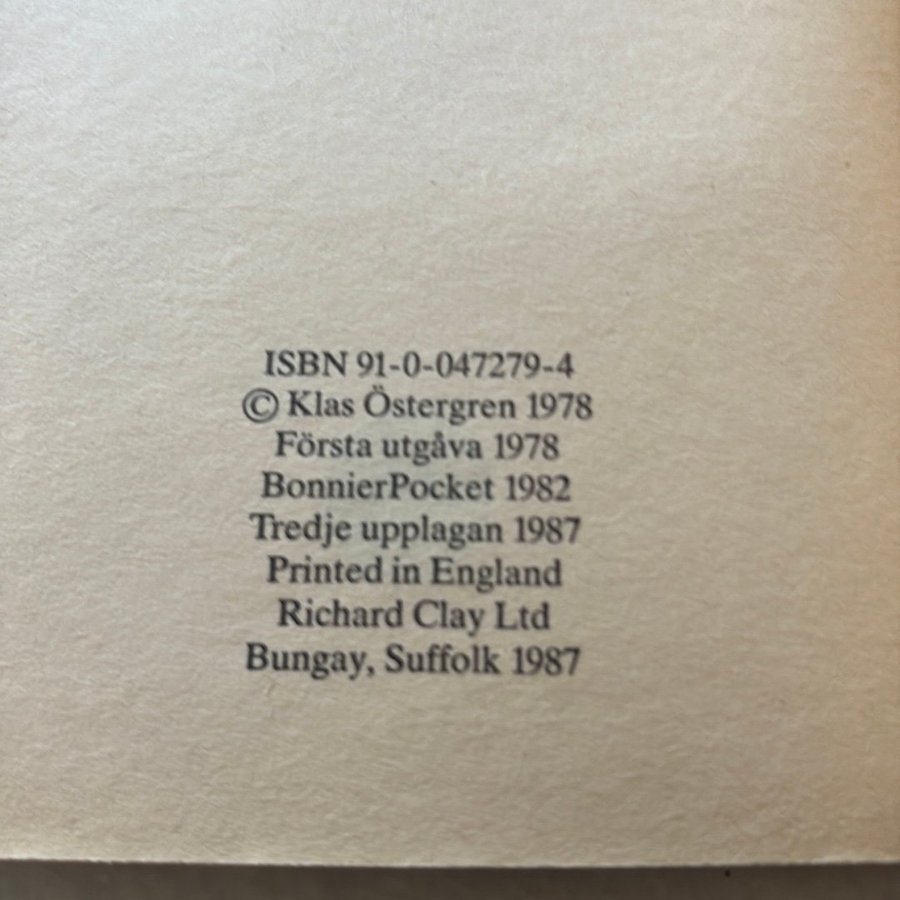 ISBN 91-0-047279-4
© Klas Östergren 1978
Första utgåva 1978
BonnierPocket 1982
Tredje upplagan 1987
Printed in England
Richard Clay Ltd
Bungay, Suffolk 1987